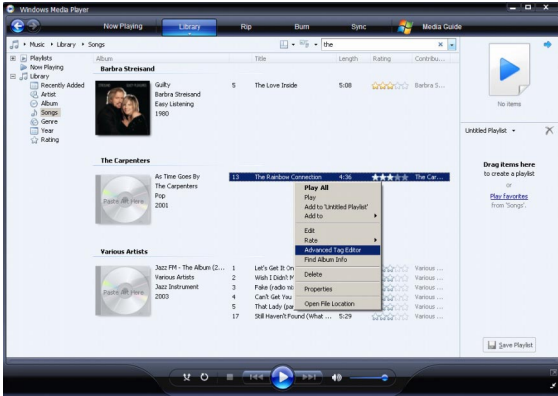 Windows Media Player
Now Playing Library Rip Burn Sync Media Guide
Music Library Songs the
Playlists
Now Playing
Library
Recently Added
Artist
Album
Songs
Genre
Year
Rating
Album Title Length Rating Contribu...
Barbra Streisand
Guilty 5 The Love Inside 5:08 Barbra S...
Barbra Streisand
Easy Listening
1980
The Carpenters
As Time Goes By 13 The Rainbow Connection 4:36 The Car...
The Carpenters
Pop
2001
Paste Art Here
Various Artists
Jazz FM - The Album (2... 1 Let's Get It On Various ...
Various Artists 2 Wish I Didn't M Various ...
Jazz Instrument 3 Fake (radio mi Various ...
2003 4 Can't Get You Various ...
5 That Lady (par Various ...
17 Still Haven't Found (What ... 5:29 Various ...
Paste Art Here
Play All
Play
Add to 'Untitled Playlist'
Add to
Edit
Rate
Advanced Tag Editor
Find Album Info
Delete
Properties
Open File Location
No items
Untitled Playlist
Drag items here
to create a playlist
or
Play favorites
from 'Songs'.
Save Playlist